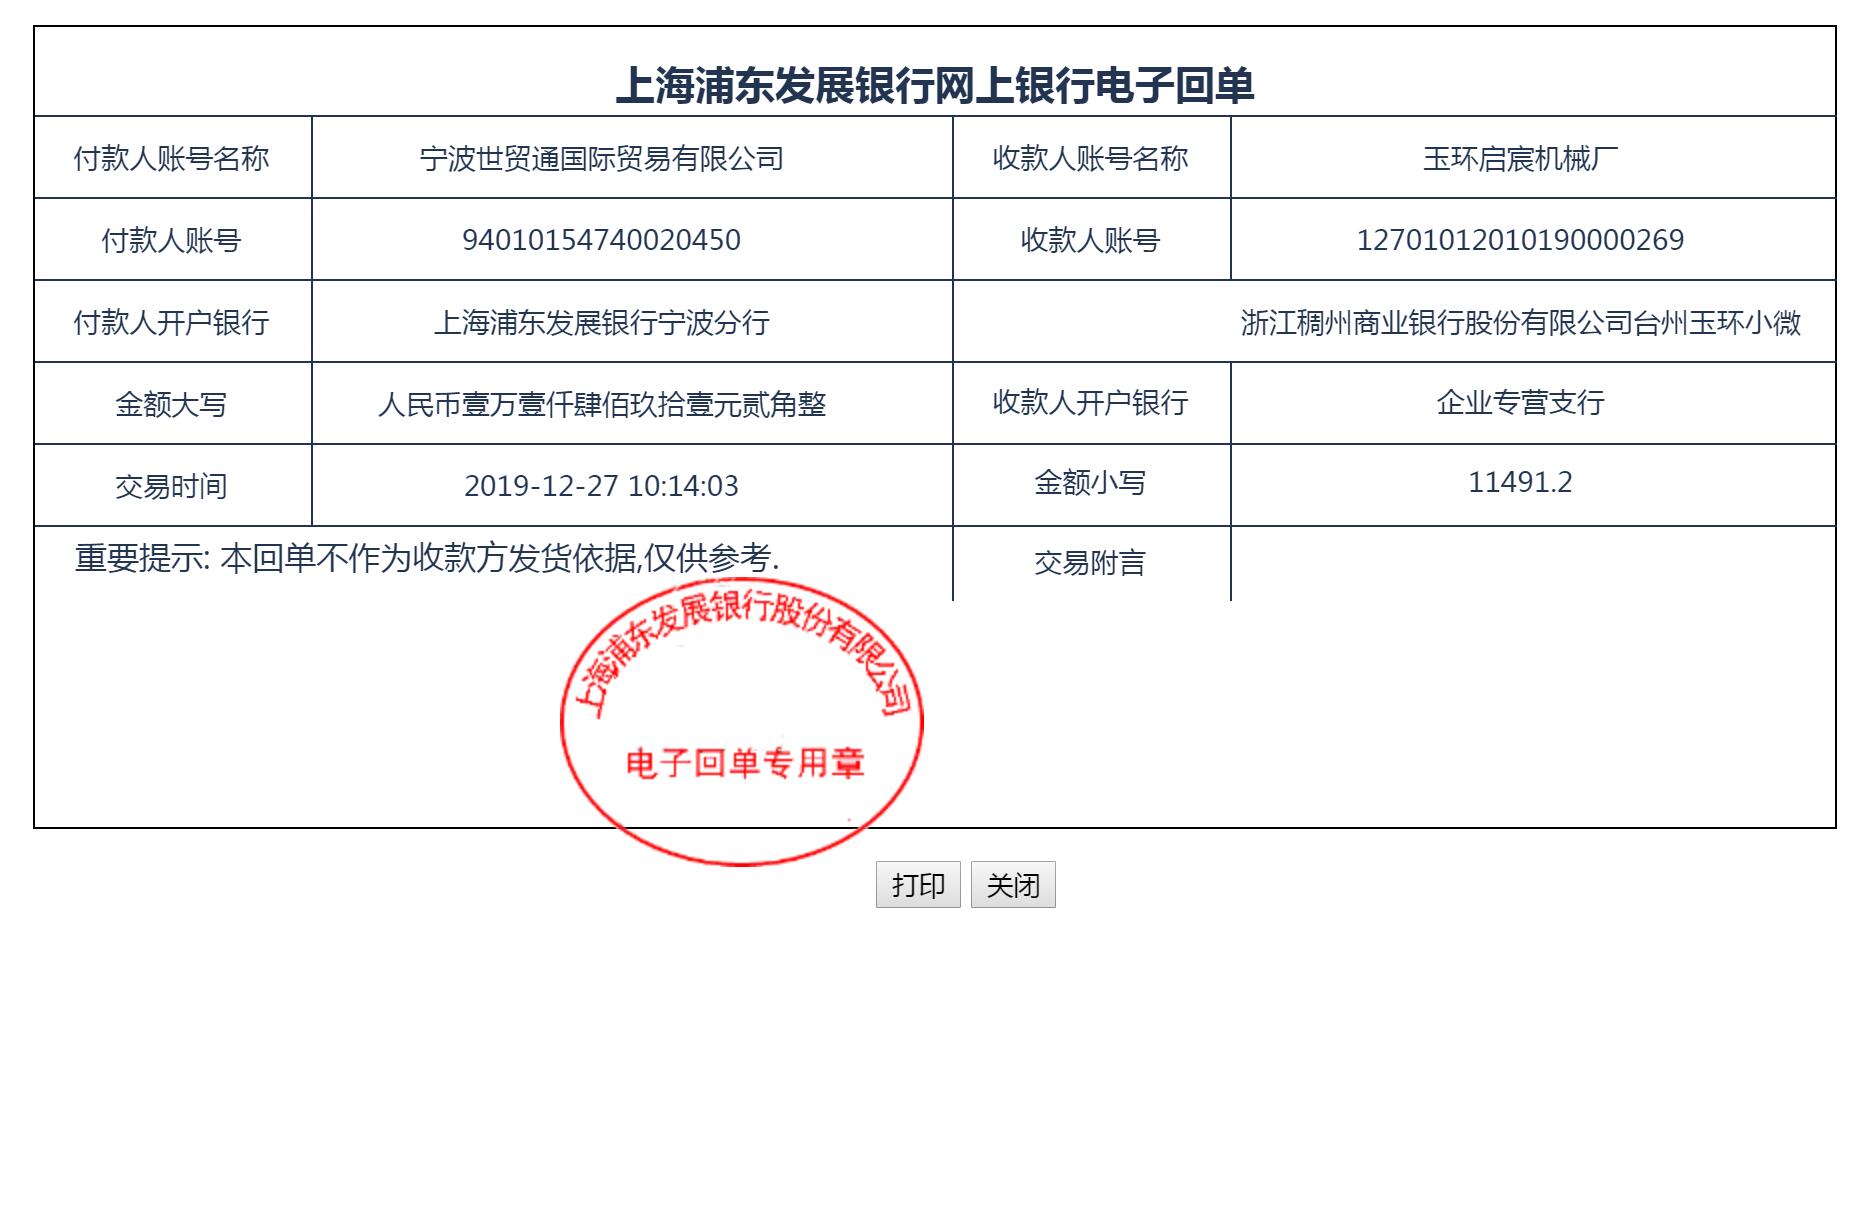 上海浦东发展银行网上银行电子回单
付款人账号名称 宁波世贸通国际贸易有限公司 收款人账号名称 玉环启宸机械厂
付款人账号 94010154740020450 收款人账号 12701012010190000269
付款人开户银行 上海浦东发展银行宁波分行 浙江稠州商业银行股份有限公司台州玉环小微
金额大写 人民币壹万壹仟肆佰玖拾壹元贰角整 收款人开户银行 企业专营支行
交易时间 2019-12-27 10:14:03 金额小写 11491.2
重要提示: 本回单不作为收款方发货依据,仅供参考. 交易附言
上海浦东发展银行股份有限公司
电子回单专用章
打印 关闭